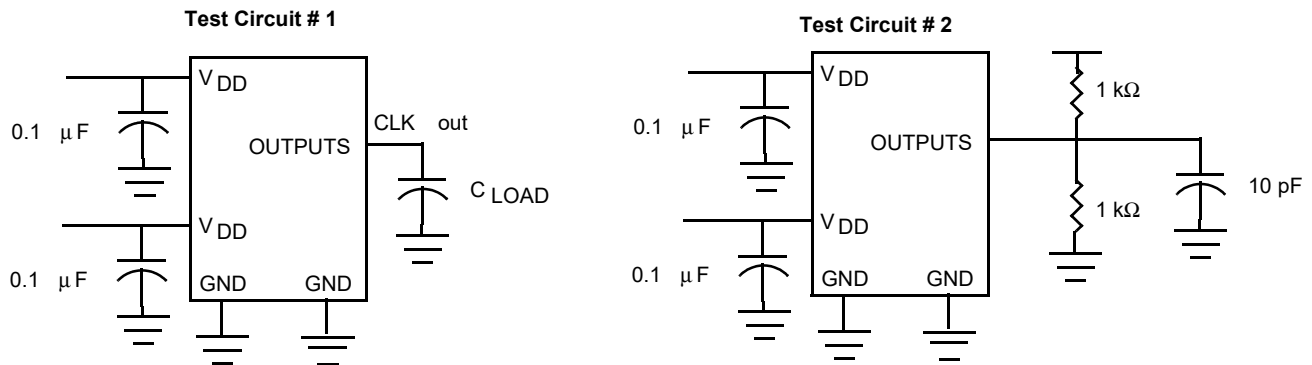 Test Circuit # 1
V DD
0.1 μ F
OUTPUTS
CLK out
C LOAD
V DD
0.1 μ F
GND GND
Test Circuit # 2
V DD
0.1 μ F
1 kΩ
OUTPUTS
10 pF
1 kΩ
V DD
0.1 μ F
GND GND